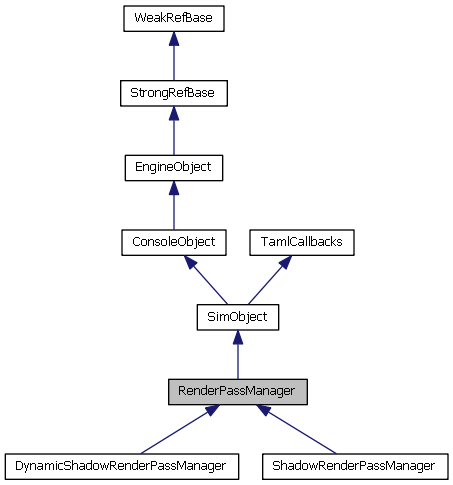 WeakRefBase
StrongRefBase
EngineObject
ConsoleObject
TamlCallbacks
SimObject
RenderPassManager
DynamicShadowRenderPassManager
ShadowRenderPassManager